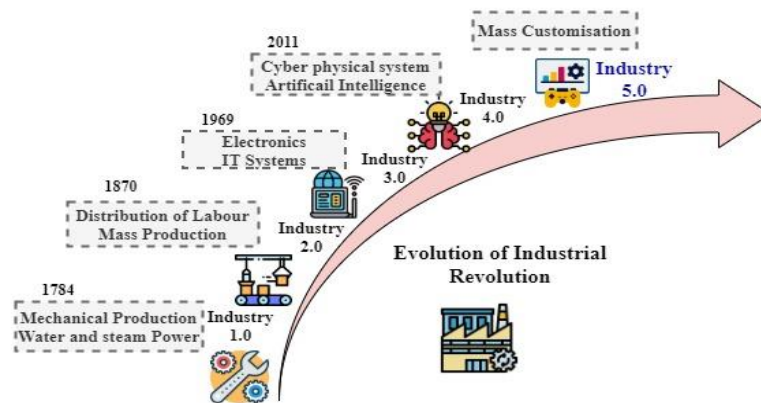 Mass Customisation
Industry
5.0
2011
Cyber physical system
Artificail Intelligence
Industry
4.0
1969
Electronics
IT Systems
Industry
3.0
1870
Distribution of Labour
Mass Production
Industry
2.0
1784
Mechanical Production
Water and steam Power
Industry
1.0
Evolution of Industrial
Revolution